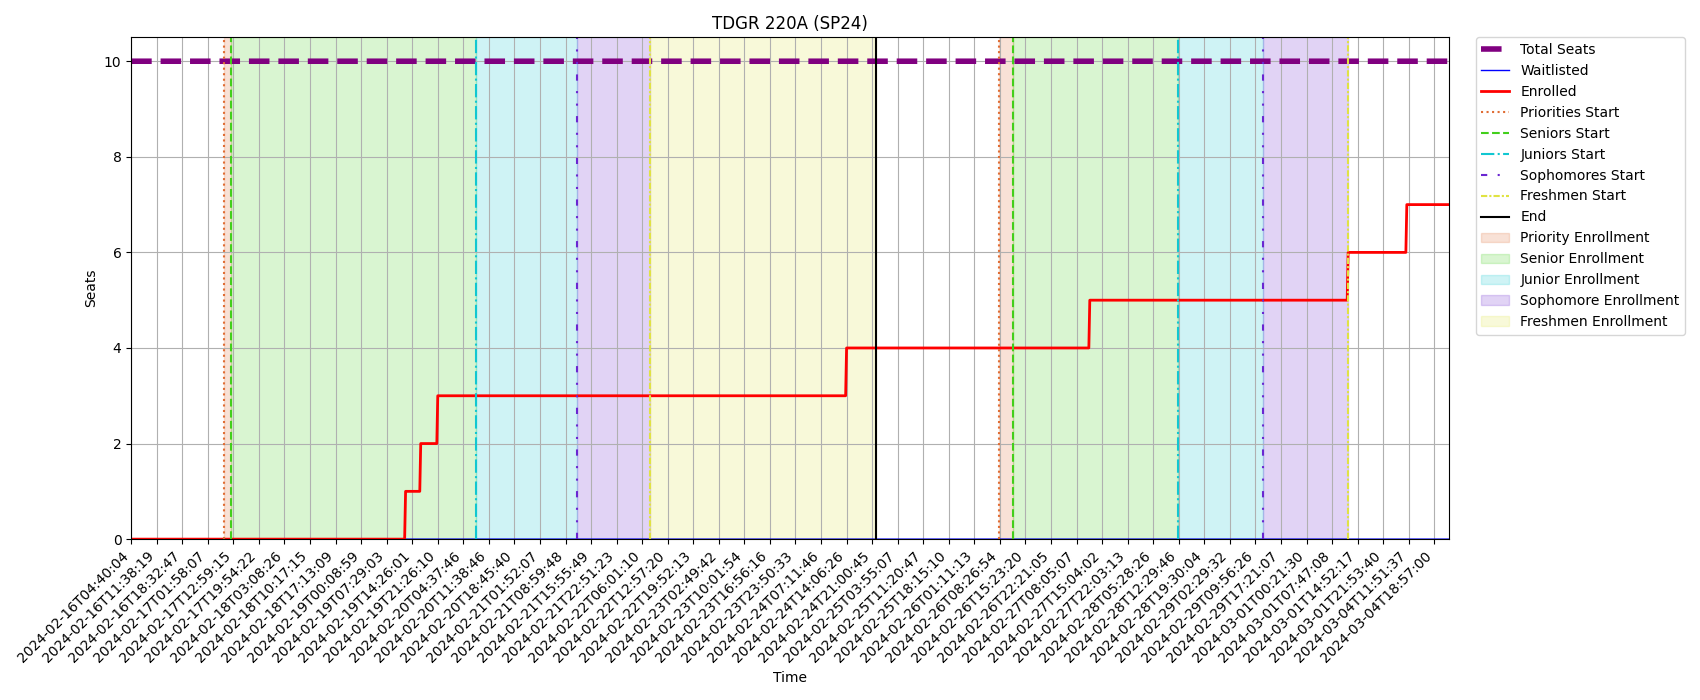 TDGR 220A (SP24)
10
8
6
4
2
0
Seats
2024-02-16T04:40:04
2024-02-16T11:38:19
2024-02-16T18:32:47
2024-02-17T01:58:07
2024-02-17T12:59:15
2024-02-17T19:54:22
2024-02-18T03:08:26
2024-02-18T10:17:15
2024-02-18T17:13:09
2024-02-19T00:08:59
2024-02-19T07:29:03
2024-02-19T14:26:01
2024-02-19T21:26:10
2024-02-20T04:37:46
2024-02-20T11:38:46
2024-02-20T18:45:40
2024-02-21T01:52:07
2024-02-21T08:59:48
2024-02-21T15:55:49
2024-02-21T22:51:23
2024-02-22T06:01:10
2024-02-22T12:57:20
2024-02-22T19:52:13
2024-02-23T02:49:42
2024-02-23T10:01:54
2024-02-23T16:56:16
2024-02-23T23:50:33
2024-02-24T07:11:46
2024-02-24T14:06:26
2024-02-24T21:00:45
2024-02-25T03:55:07
2024-02-25T11:20:47
2024-02-25T18:15:10
2024-02-26T01:11:13
2024-02-26T08:26:54
2024-02-26T15:23:20
2024-02-26T22:21:05
2024-02-27T08:05:07
2024-02-27T15:04:02
2024-02-27T22:03:13
2024-02-28T05:28:26
2024-02-28T12:29:46
2024-02-28T19:30:04
2024-02-29T02:29:32
2024-02-29T09:56:26
2024-02-29T17:21:07
2024-03-01T00:21:30
2024-03-01T07:47:08
2024-03-01T14:52:17
2024-03-01T21:53:40
2024-03-04T11:51:37
2024-03-04T18:57:00
Time
Total Seats
Waitlisted
Enrolled
Priorities Start
Seniors Start
Juniors Start
Sophomores Start
Freshmen Start
End
Priority Enrollment
Senior Enrollment
Junior Enrollment
Sophomore Enrollment
Freshmen Enrollment